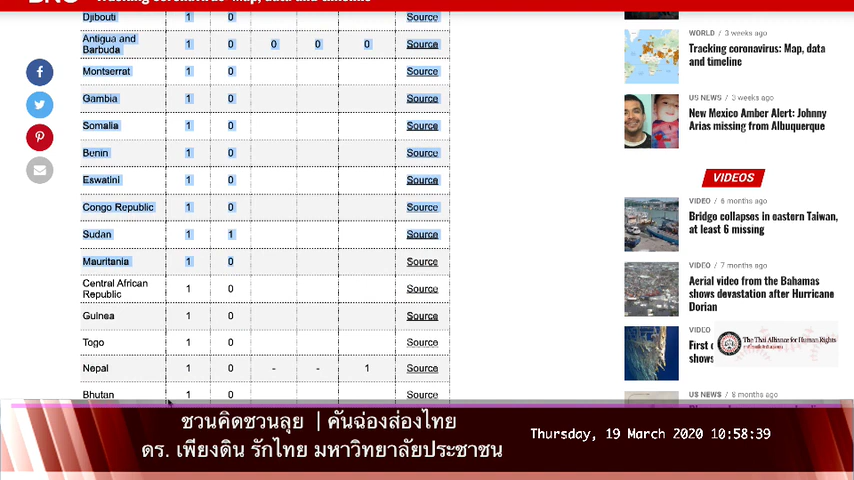 Tracking coronavirus: Map, data and timeline
Djibouti 1 0 Source
Antigua and Barbuda 1 0 0 0 0 Source
Montserrat 1 0 Source
Gambia 1 0 Source
Somalia 1 0 Source
Benin 1 0 Source
Eswatini 1 0 Source
Congo Republic 1 0 Source
Sudan 1 1 Source
Mauritania 1 0 Source
Central African Republic 1 0 Source
Guinea 1 0 Source
Togo 1 0 Source
Nepal 1 0 - - 1 Source
Bhutan 1 0 Source
WORLD / 3 weeks ago
Tracking coronavirus: Map, data
and timeline
US NEWS / 3 weeks ago
New Mexico Amber Alert: Johnny
Arias missing from Albuquerque
VIDEOS
VIDEO / 6 months ago
Bridge collapses in eastern Taiwan,
at least 6 missing
VIDEO / 7 months ago
Aerial video from the Bahamas
shows devastation after Hurricane
Dorian
VIDEO
First
shows
The Thai Alliance for Human Rights
US NEWS / 8 months ago
ชวนคิดชวนลุย | คันฉ่องส่องไทย
ดร. เพียงดิน รักไทย มหาวิทยาลัยประชาชน
Thursday, 19 March 2020 10:58:39